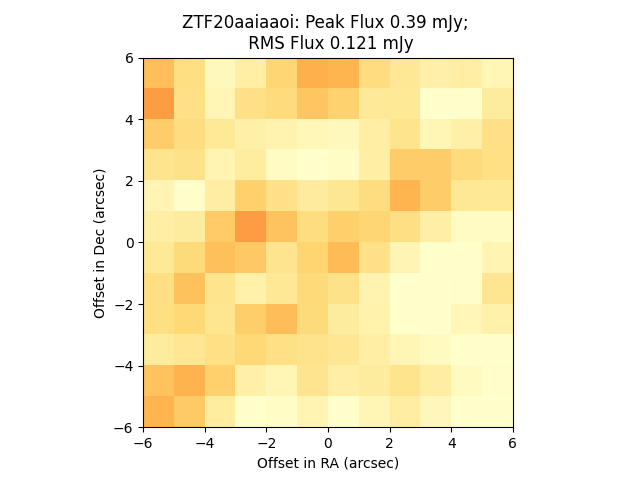 ZTF20aaiaaoi: Peak Flux 0.39 mJy;
RMS Flux 0.121 mJy
6
4
2
0
−2
−4
−6
Offset in Dec (arcsec)
−6 −4 −2 0 2 4 6
Offset in RA (arcsec)